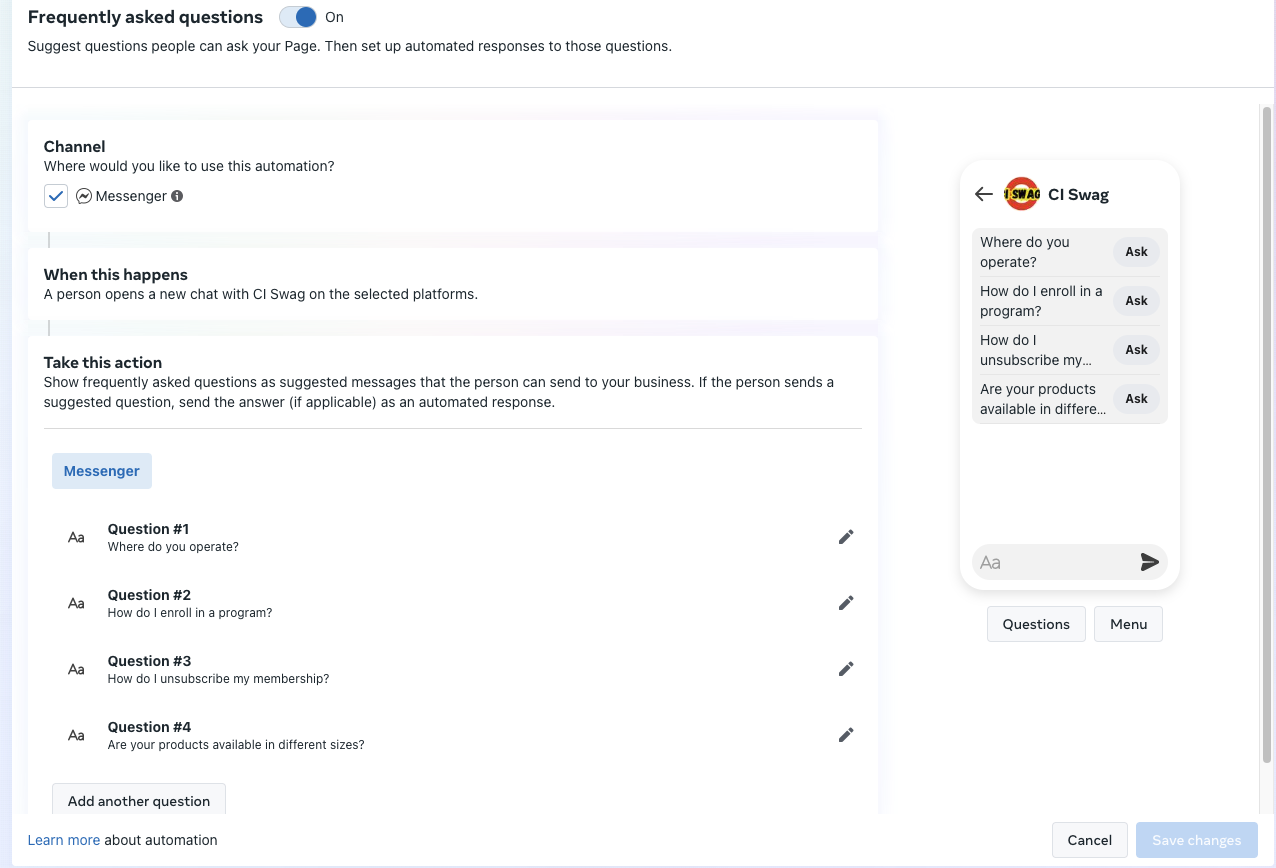 Frequently asked questions On
Suggest questions people can ask your Page. Then set up automated responses to those questions.
Channel
Where would you like to use this automation?
Messenger
When this happens
A person opens a new chat with CI Swag on the selected platforms.
Take this action
Show frequently asked questions as suggested messages that the person can send to your business. If the person sends a
suggested question, send the answer (if applicable) as an automated response.
Messenger
Aa
Question #1
Where do you operate?
Aa
Question #2
How do I enroll in a program?
Aa
Question #3
How do I unsubscribe my membership?
Aa
Question #4
Are your products available in different sizes?
Add another question
SWAG
CI Swag
Where do you
operate?
Ask
How do I enroll in a
program?
Ask
How do I
unsubscribe my...
Ask
Are your products
available in differe...
Ask
Aa
Questions
Menu
Learn more about automation
Cancel
Save changes